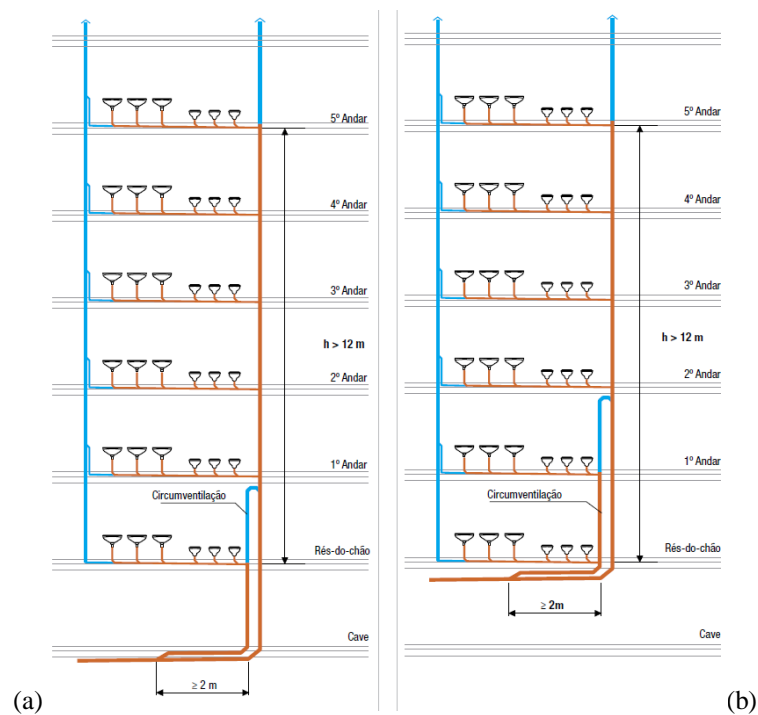 5º Andar
4º Andar
3º Andar
h > 12 m
2º Andar
1º Andar
Circumventilação
Rés-do-chão
Cave
≥ 2 m
(a)
5º Andar
4º Andar
3º Andar
h > 12 m
2º Andar
1º Andar
Circumventilação
Rés-do-chão
≥ 2m
Cave
(b)